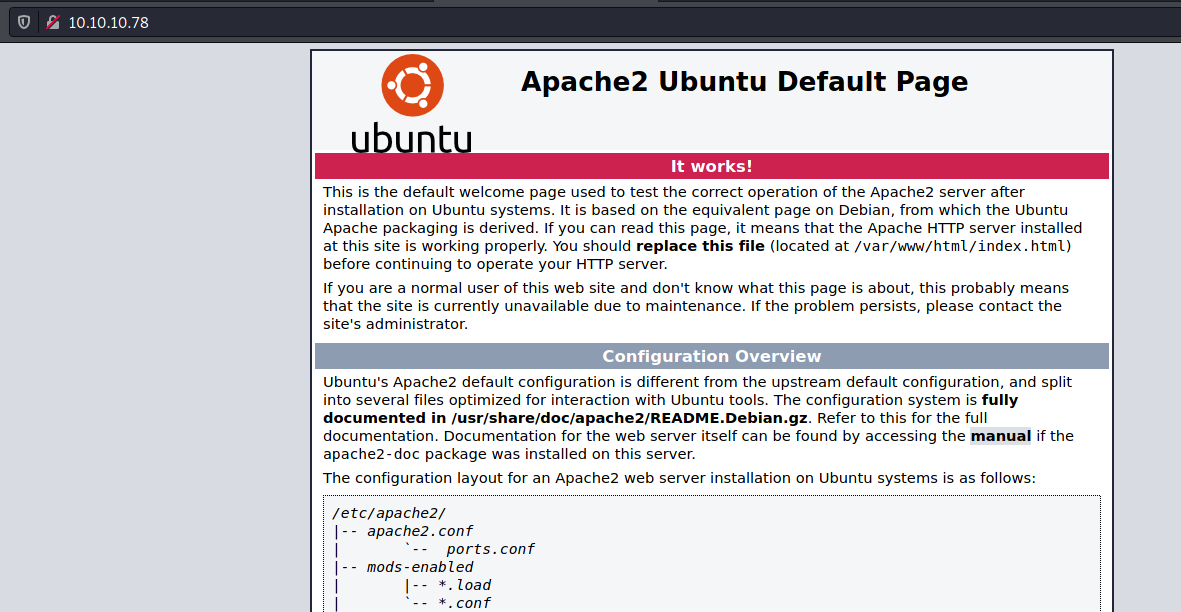 10.10.10.78
Apache2 Ubuntu Default Page
ubuntu
It works!
This is the default welcome page used to test the correct operation of the Apache2 server after
installation on Ubuntu systems. It is based on the equivalent page on Debian, from which the Ubuntu
Apache packaging is derived. If you can read this page, it means that the Apache HTTP server installed
at this site is working properly. You should replace this file (located at /var/www/html/index.html)
before continuing to operate your HTTP server.
If you are a normal user of this web site and don't know what this page is about, this probably means
that the site is currently unavailable due to maintenance. If the problem persists, please contact the
site's administrator.
Configuration Overview
Ubuntu's Apache2 default configuration is different from the upstream default configuration, and split
into several files optimized for interaction with Ubuntu tools. The configuration system is fully
documented in /usr/share/doc/apache2/README.Debian.gz. Refer to this for the full
documentation. Documentation for the web server itself can be found by accessing the manual if the
apache2-doc package was installed on this server.
The configuration layout for an Apache2 web server installation on Ubuntu systems is as follows:
/etc/apache2/
|-- apache2.conf
|       `--  ports.conf
|-- mods-enabled
|       |-- *.load
|       `-- *.conf